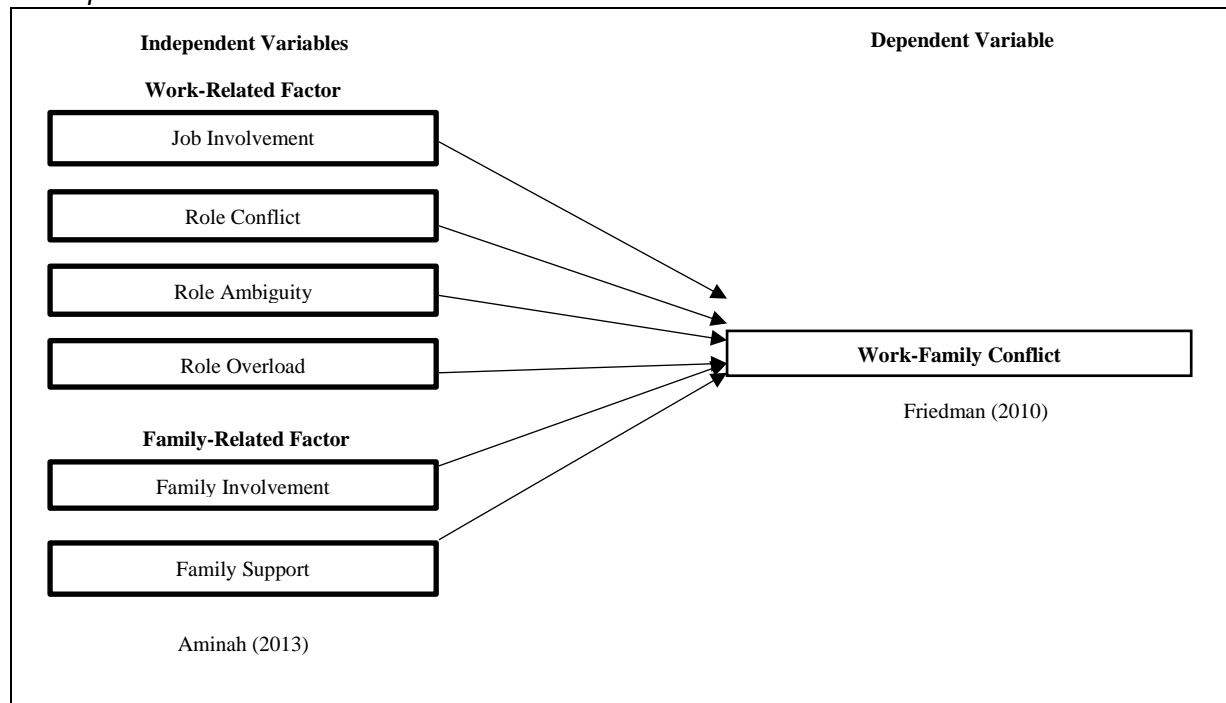 Independent Variables
Dependent Variable
Work-Related Factor
Job Involvement
Role Conflict
Role Ambiguity
Role Overload
Work-Family Conflict
Friedman (2010)
Family-Related Factor
Family Involvement
Family Support
Aminah (2013)